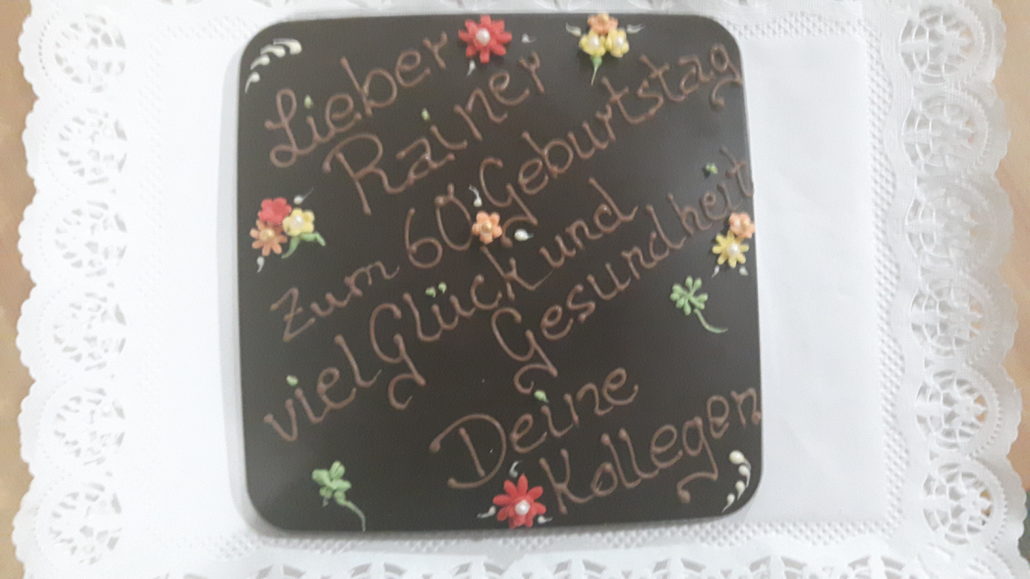 Lieber
Rainer
Zum 60 Geburtstag
viel Glück und
Gesundheit
Deine
Kollegen